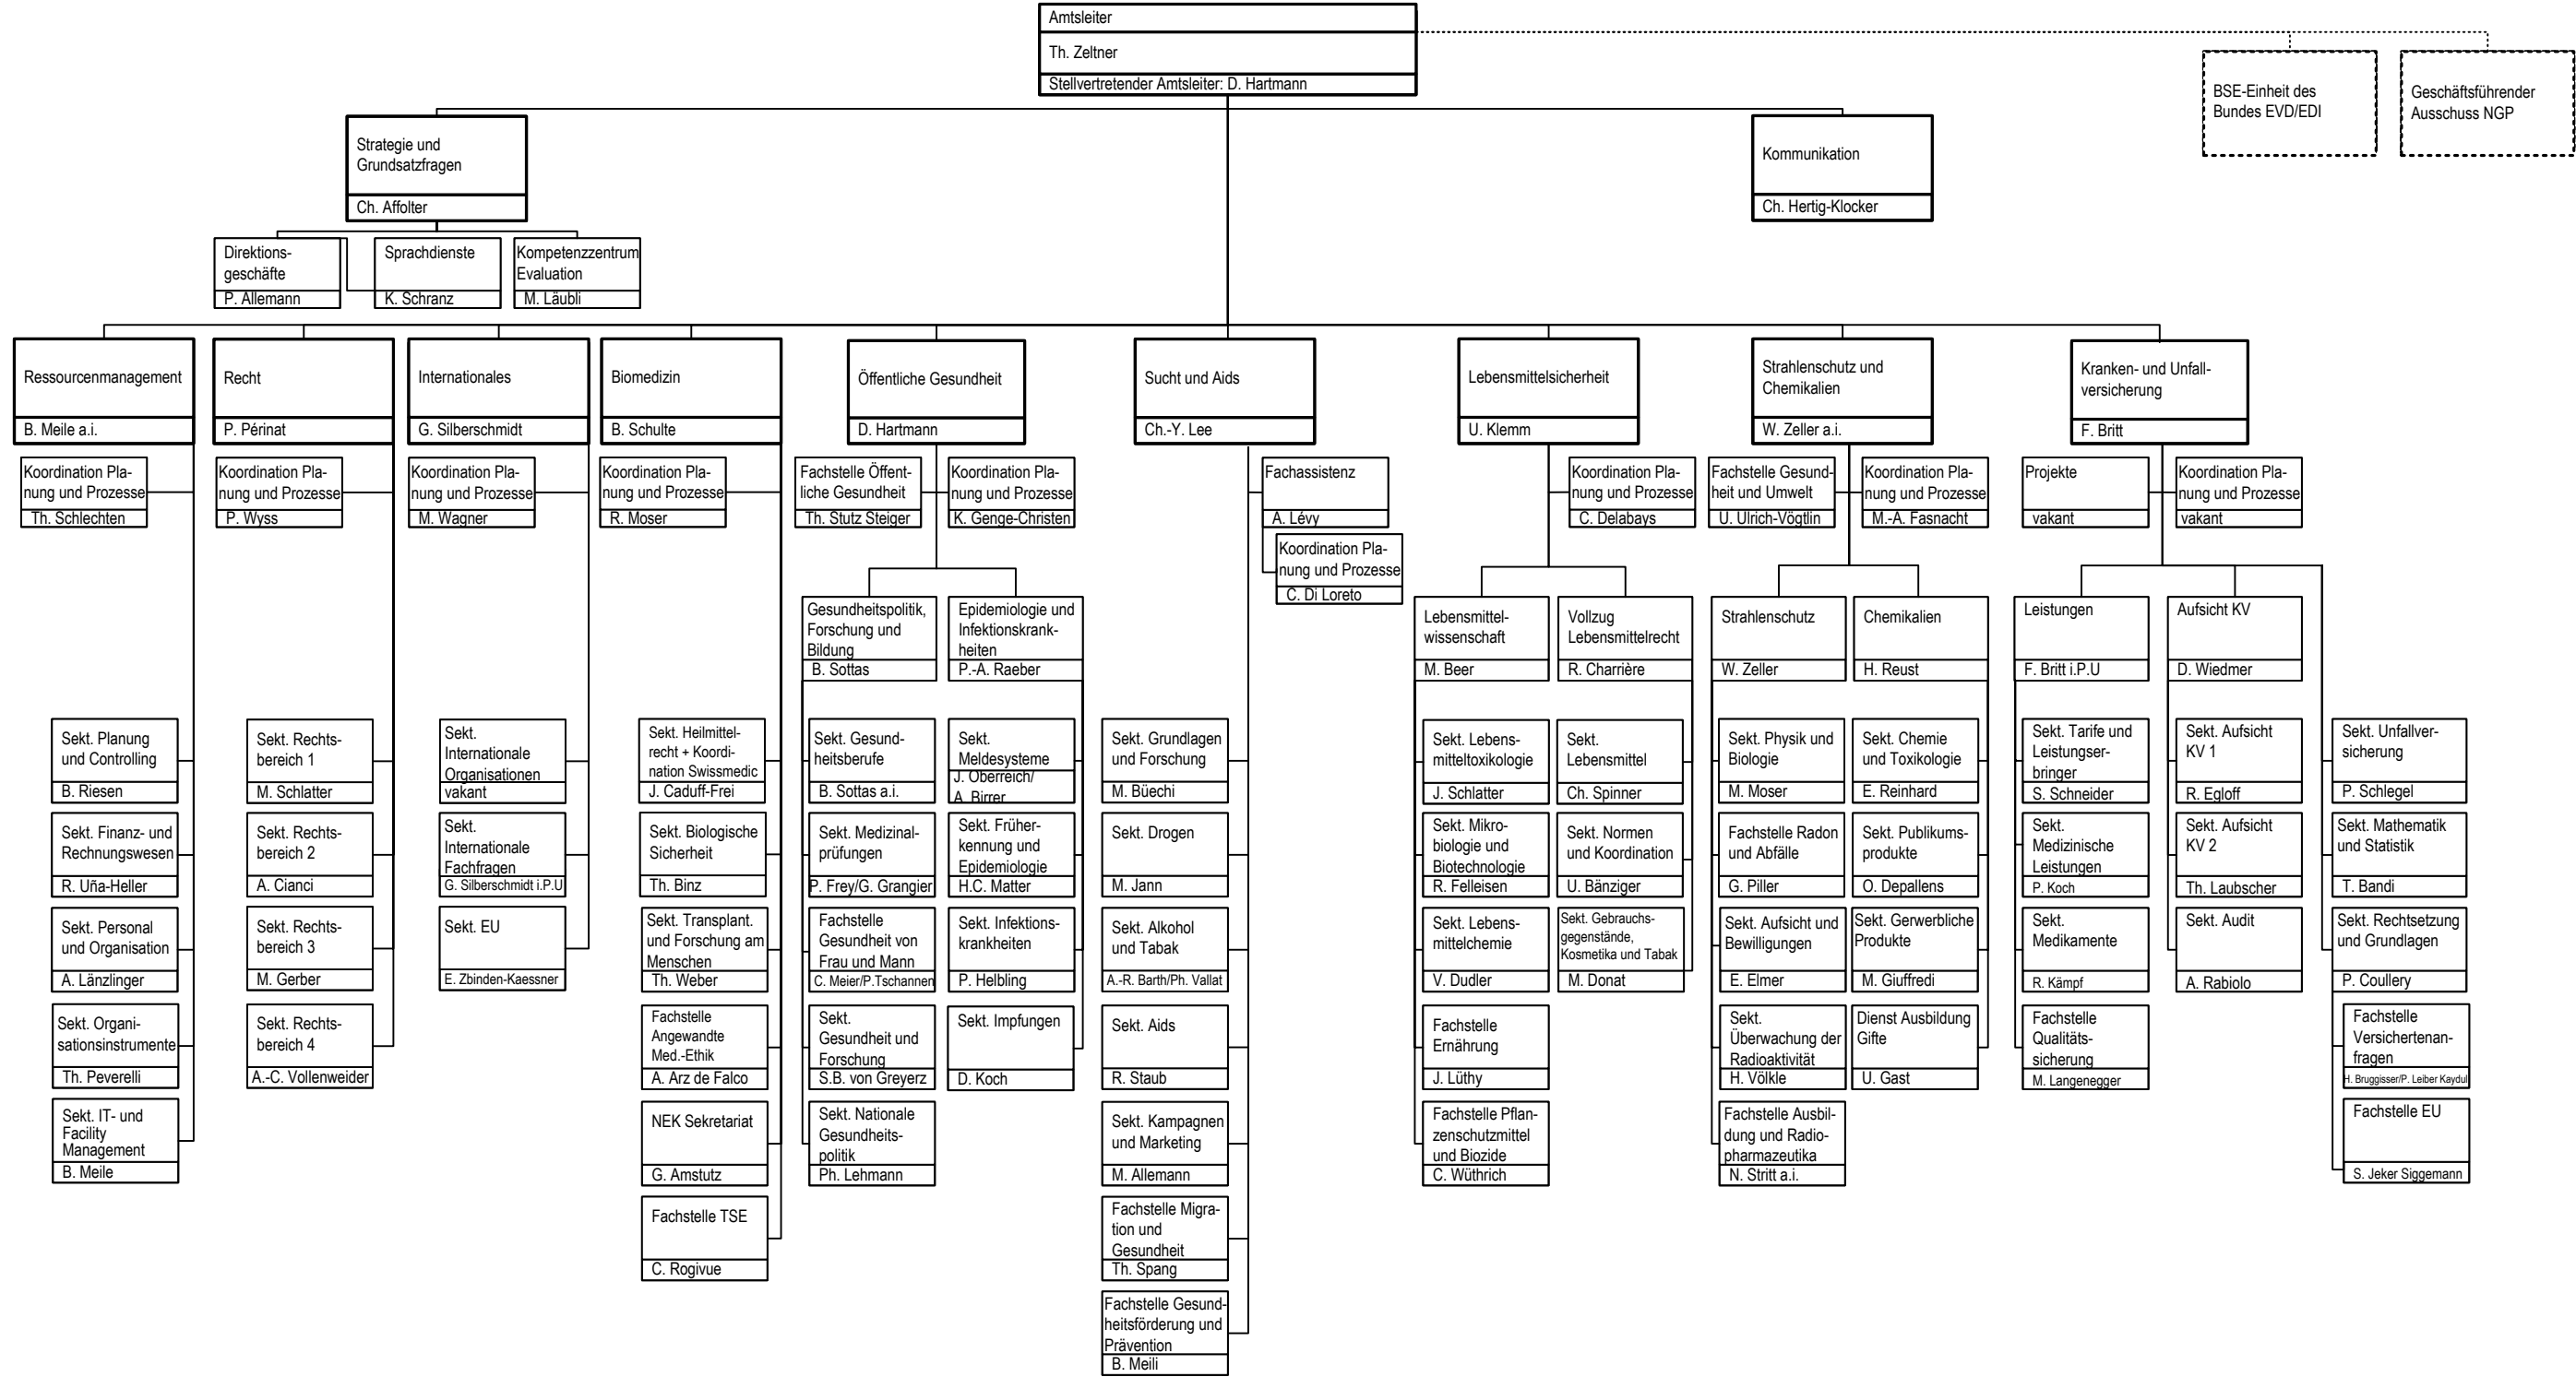 Amtsleiter
Th. Zeltner
Stellvertretender Amtsleiter: D. Hartmann
BSE-Einheit des
Bundes EVD/EDI
Geschäftsführender
Ausschuss NGP
Strategie und
Grundsatzfragen
Ch. Affolter
Kommunikation
Ch. Hertig-Klocker
Direktions-
geschäfte
P. Allemann
Sprachdienste
K. Schranz
Kompetenzzentrum
Evaluation
M. Läubli
Ressourcenmanagement
B. Meile a.i.
Koordination Pla-
nung und Prozesse
Th. Schlechten
Sekt. Planung
und Controlling
B. Riesen
Sekt. Finanz- und
Rechnungswesen
R. Uña-Heller
Sekt. Personal
und Organisation
A. Länzlinger
Sekt. Organi-
sationsinstrumente
Th. Peverelli
Sekt. IT- und
Facility
Management
B. Meile
Recht
P. Périnat
Koordination Pla-
nung und Prozesse
P. Wyss
Sekt. Rechts-
bereich 1
M. Schlatter
Sekt. Rechts-
bereich 2
A. Cianci
Sekt. Rechts-
bereich 3
M. Gerber
Sekt. Rechts-
bereich 4
A.-C. Vollenweider
Internationales
G. Silberschmidt
Koordination Pla-
nung und Prozesse
M. Wagner
Sekt.
Internationale
Organisationen
vakant
Sekt.
Internationale
Fachfragen
G. Silberschmidt i.P.U
Sekt. EU
E. Zbinden-Kaessner
Biomedizin
B. Schulte
Koordination Pla-
nung und Prozesse
R. Moser
Sekt. Heilmittel-
recht + Koordi-
nation Swissmedic
J. Caduff-Frei
Sekt. Biologische
Sicherheit
Th. Binz
Sekt. Transplant.
und Forschung am
Menschen
Th. Weber
Fachstelle
Angewandte
Med.-Ethik
A. Arz de Falco
NEK Sekretariat
G. Amstutz
Fachstelle TSE
C. Rogivue
Öffentliche Gesundheit
D. Hartmann
Fachstelle Öffent-
liche Gesundheit
Th. Stutz Steiger
Koordination Pla-
nung und Prozesse
K. Genge-Christen
Gesundheitspolitik,
Forschung und
Bildung
B. Sottas
Sekt. Gesund-
heitsberufe
B. Sottas a.i.
Sekt. Medizinal-
prüfungen
P. Frey/G. Grangier
Fachstelle
Gesundheit von
Frau und Mann
C. Meier/P.Tschannen
Sekt.
Gesundheit und
Forschung
S.B. von Greyerz
Sekt. Nationale
Gesundheits-
politik
Ph. Lehmann
Epidemiologie und
Infektionskrank-
heiten
P.-A. Raeber
Sekt.
Meldesysteme
J. Oberreich/
A. Birrer
Sekt. Früher-
kennung und
Epidemiologie
H.C. Matter
Sekt. Infektions-
krankheiten
P. Helbling
Sekt. Impfungen
D. Koch
Sucht und Aids
Ch.-Y. Lee
Fachassistenz
A. Lévy
Koordination Pla-
nung und Prozesse
C. Di Loreto
Sekt. Grundlagen
und Forschung
M. Büechi
Sekt. Drogen
M. Jann
Sekt. Alkohol
und Tabak
A.-R. Barth/Ph. Vallat
Sekt. Aids
R. Staub
Sekt. Kampagnen
und Marketing
M. Allemann
Fachstelle Migra-
tion und
Gesundheit
Th. Spang
Fachstelle Gesund-
heitsförderung und
Prävention
B. Meili
Lebensmittelsicherheit
U. Klemm
Koordination Pla-
nung und Prozesse
C. Delabays
Lebensmittel-
wissenschaft
M. Beer
Sekt. Lebens-
mitteltoxikologie
J. Schlatter
Sekt. Mikro-
biologie und
Biotechnologie
R. Felleisen
Sekt. Lebens-
mittelchemie
V. Dudler
Fachstelle
Ernährung
J. Lüthy
Fachstelle Pflan-
zenschutzmittel
und Biozide
C. Wüthrich
Vollzug
Lebensmittelrecht
R. Charrière
Sekt.
Lebensmittel
Ch. Spinner
Sekt. Normen
und Koordination
U. Bänziger
Sekt. Gebrauchs-
gegenstände,
Kosmetika und Tabak
M. Donat
Strahlenschutz und
Chemikalien
W. Zeller a.i.
Fachstelle Gesund-
heit und Umwelt
U. Ulrich-Vögtlin
Koordination Pla-
nung und Prozesse
M.-A. Fasnacht
Strahlenschutz
W. Zeller
Sekt. Physik und
Biologie
M. Moser
Fachstelle Radon
und Abfälle
G. Piller
Sekt. Aufsicht und
Bewilligungen
E. Elmer
Sekt.
Überwachung der
Radioaktivität
H. Völkle
Fachstelle Ausbil-
dung und Radio-
pharmazeutika
N. Stritt a.i.
Chemikalien
H. Reust
Sekt. Chemie
und Toxikologie
E. Reinhard
Sekt. Publikums-
produkte
O. Depallens
Sekt. Gerwerbliche
Produkte
M. Giuffredi
Dienst Ausbildung
Gifte
U. Gast
Kranken- und Unfall-
versicherung
F. Britt
Projekte
vakant
Koordination Pla-
nung und Prozesse
vakant
Leistungen
F. Britt i.P.U
Sekt. Tarife und
Leistungser-
bringer
S. Schneider
Sekt.
Medizinische
Leistungen
P. Koch
Sekt.
Medikamente
R. Kämpf
Fachstelle
Qualitäts-
sicherung
M. Langenegger
Aufsicht KV
D. Wiedmer
Sekt. Aufsicht
KV 1
R. Egloff
Sekt. Aufsicht
KV 2
Th. Laubscher
Sekt. Audit
A. Rabiolo
Sekt. Unfallver-
sicherung
P. Schlegel
Sekt. Mathematik
und Statistik
T. Bandi
Sekt. Rechtsetzung
und Grundlagen
P. Coullery
Fachstelle
Versichertenan-
fragen
H. Bruggisser/P. Leiber Kaydul
Fachstelle EU
S. Jeker Siggemann